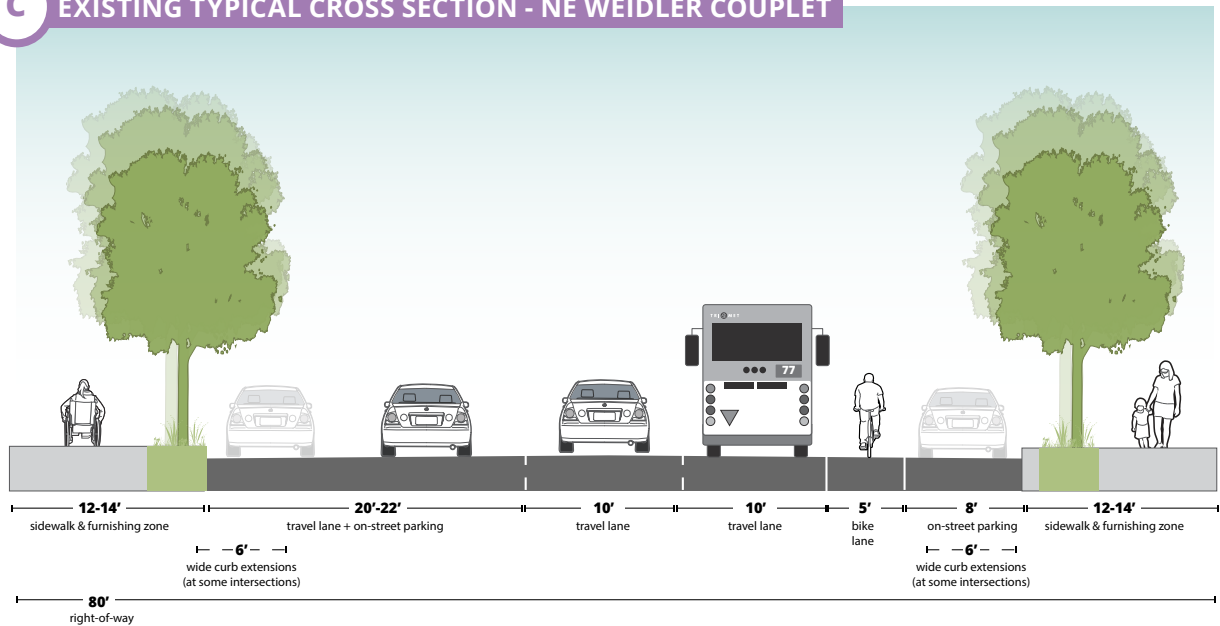 C
EXISTING TYPICAL CROSS SECTION - NE WEIDLER COUPLET
TRI MET
77
12-14’ 20’-22’ 10’ 10’ 5’ 8’ 12-14’
sidewalk & furnishing zone travel lane + on-street parking travel lane travel lane bike lane on-street parking sidewalk & furnishing zone
6’ 6’
wide curb extensions wide curb extensions
(at some intersections) (at some intersections)
80’
right-of-way